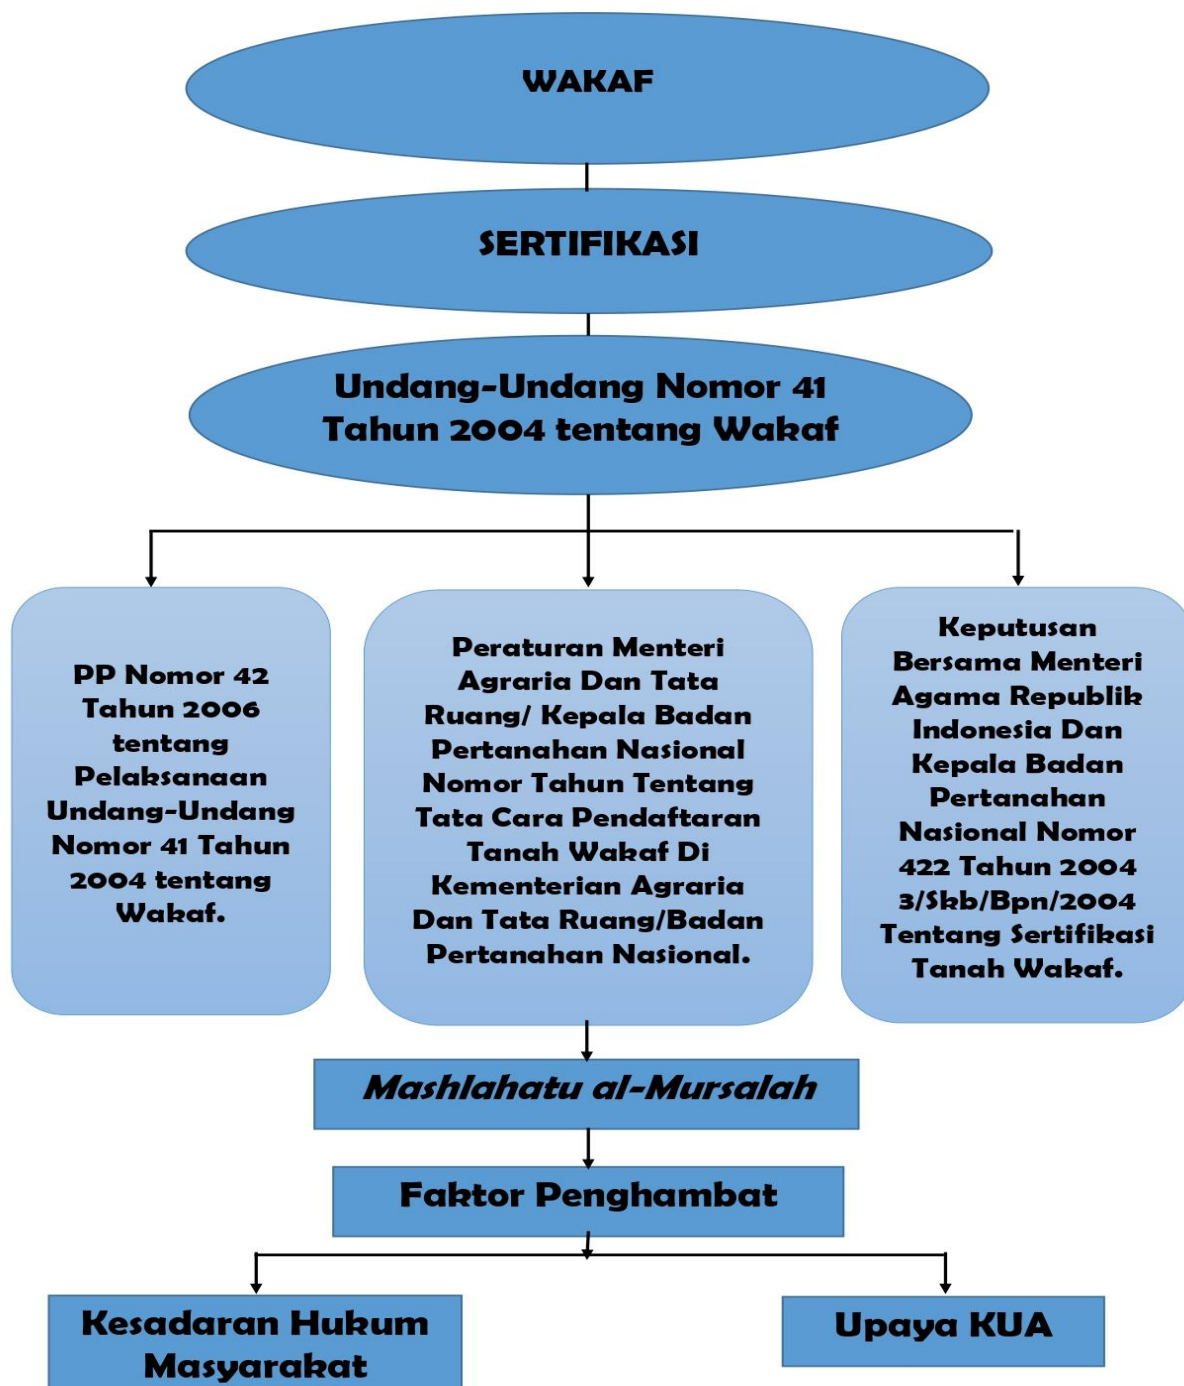 WAKAF
SERTIFIKASI
Undang-Undang Nomor 41
Tahun 2004 tentang Wakaf
PP Nomor 42
Tahun 2006
tentang
Pelaksanaan
Undang-Undang
Nomor 41 Tahun
2004 tentang
Wakaf.
Peraturan Menteri
Agraria Dan Tata
Ruang/ Kepala Badan
Pertanahan Nasional
Nomor Tahun Tentang
Tata Cara Pendaftaran
Tanah Wakaf Di
Kementerian Agraria
Dan Tata Ruang/Badan
Pertanahan Nasional.
Keputusan
Bersama Menteri
Agama Republik
Indonesia Dan
Kepala Badan
Pertanahan
Nasional Nomor
422 Tahun 2004
3/Skb/Bpn/2004
Tentang Sertifikasi
Tanah Wakaf.
Mashlahatu al-Mursalah
Faktor Penghambat
Kesadaran Hukum
Masyarakat
Upaya KUA